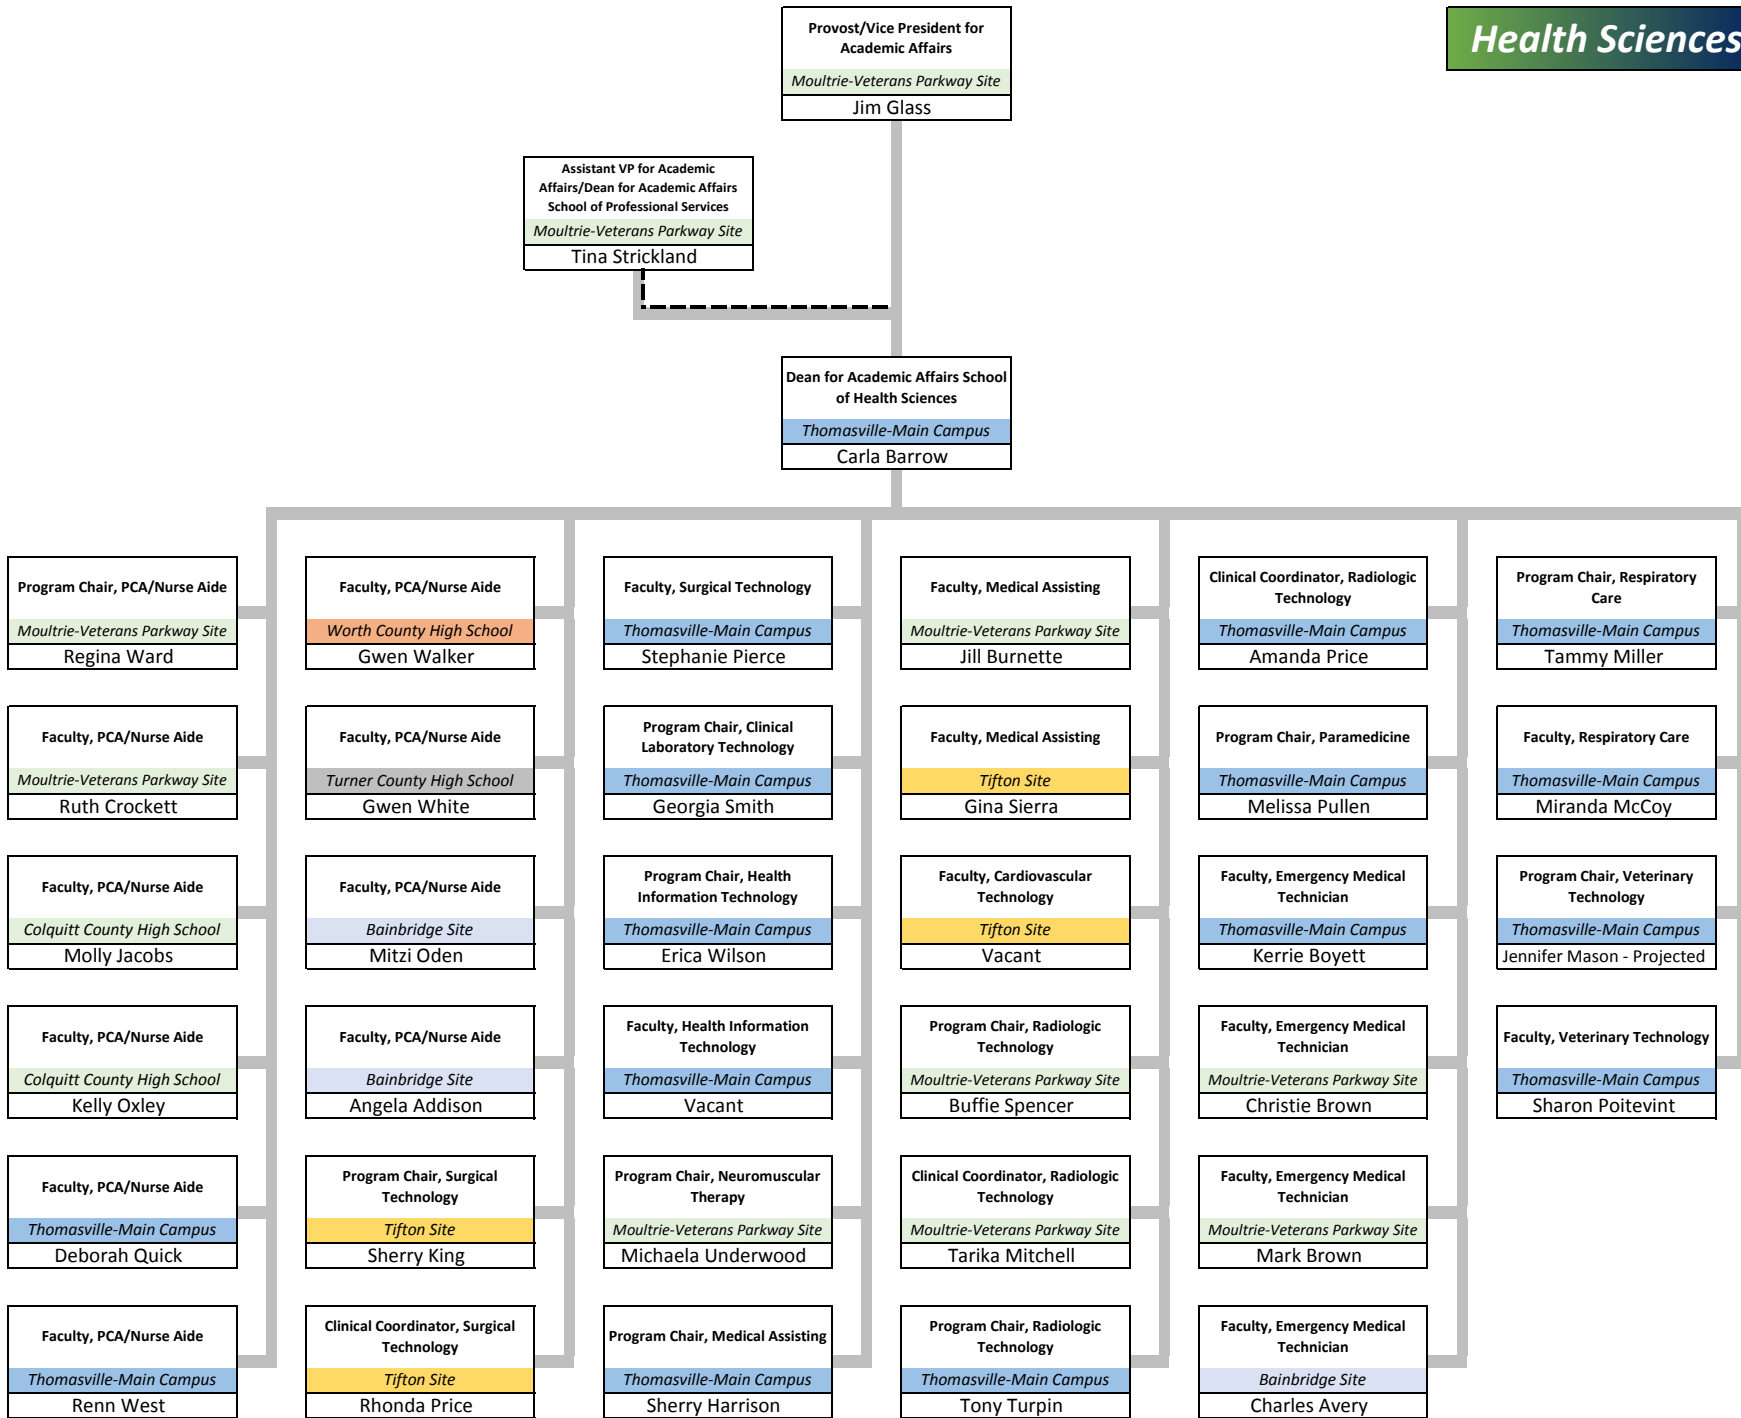 Provost/Vice President for
Academic Affairs
Moultrie-Veterans Parkway Site
Jim Glass
Health Sciences
Assistant VP for Academic
Affairs/Dean for Academic Affairs
School of Professional Services
Moultrie-Veterans Parkway Site
Tina Strickland
Dean for Academic Affairs School
of Health Sciences
Thomasville-Main Campus
Carla Barrow
Program Chair, PCA/Nurse Aide
Moultrie-Veterans Parkway Site
Regina Ward
Faculty, PCA/Nurse Aide
Worth County High School
Gwen Walker
Faculty, Surgical Technology
Thomasville-Main Campus
Stephanie Pierce
Faculty, Medical Assisting
Moultrie-Veterans Parkway Site
Jill Burnette
Clinical Coordinator, Radiologic
Technology
Thomasville-Main Campus
Amanda Price
Program Chair, Respiratory
Care
Thomasville-Main Campus
Tammy Miller
Faculty, PCA/Nurse Aide
Moultrie-Veterans Parkway Site
Ruth Crockett
Faculty, PCA/Nurse Aide
Turner County High School
Gwen White
Program Chair, Clinical
Laboratory Technology
Thomasville-Main Campus
Georgia Smith
Faculty, Medical Assisting
Tifton Site
Gina Sierra
Program Chair, Paramedicine
Thomasville-Main Campus
Melissa Pullen
Faculty, Respiratory Care
Thomasville-Main Campus
Miranda McCoy
Faculty, PCA/Nurse Aide
Colquitt County High School
Molly Jacobs
Faculty, PCA/Nurse Aide
Bainbridge Site
Mitzi Oden
Program Chair, Health
Information Technology
Thomasville-Main Campus
Erica Wilson
Faculty, Cardiovascular
Technology
Tifton Site
Vacant
Faculty, Emergency Medical
Technician
Thomasville-Main Campus
Kerrie Boyett
Program Chair, Veterinary
Technology
Thomasville-Main Campus
Jennifer Mason - Projected
Faculty, PCA/Nurse Aide
Colquitt County High School
Kelly Oxley
Faculty, PCA/Nurse Aide
Bainbridge Site
Angela Addison
Faculty, Health Information
Technology
Thomasville-Main Campus
Vacant
Program Chair, Radiologic
Technology
Moultrie-Veterans Parkway Site
Buffie Spencer
Faculty, Emergency Medical
Technician
Moultrie-Veterans Parkway Site
Christie Brown
Faculty, Veterinary Technology
Thomasville-Main Campus
Sharon Poitevint
Faculty, PCA/Nurse Aide
Thomasville-Main Campus
Deborah Quick
Program Chair, Surgical
Technology
Tifton Site
Sherry King
Program Chair, Neuromuscular
Therapy
Moultrie-Veterans Parkway Site
Michaela Underwood
Clinical Coordinator, Radiologic
Technology
Moultrie-Veterans Parkway Site
Tarika Mitchell
Faculty, Emergency Medical
Technician
Moultrie-Veterans Parkway Site
Mark Brown
Faculty, PCA/Nurse Aide
Thomasville-Main Campus
Renn West
Clinical Coordinator, Surgical
Technology
Tifton Site
Rhonda Price
Program Chair, Medical Assisting
Thomasville-Main Campus
Sherry Harrison
Program Chair, Radiologic
Technology
Thomasville-Main Campus
Tony Turpin
Faculty, Emergency Medical
Technician
Bainbridge Site
Charles Avery